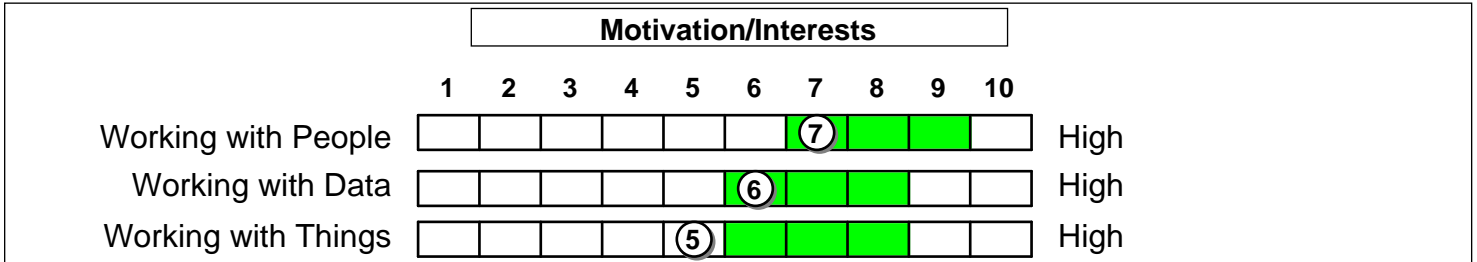 Motivation/Interests
1 2 3 4 5 6 7 8 9 10
Working with People 7 High
Working with Data 6 High
Working with Things 5 High